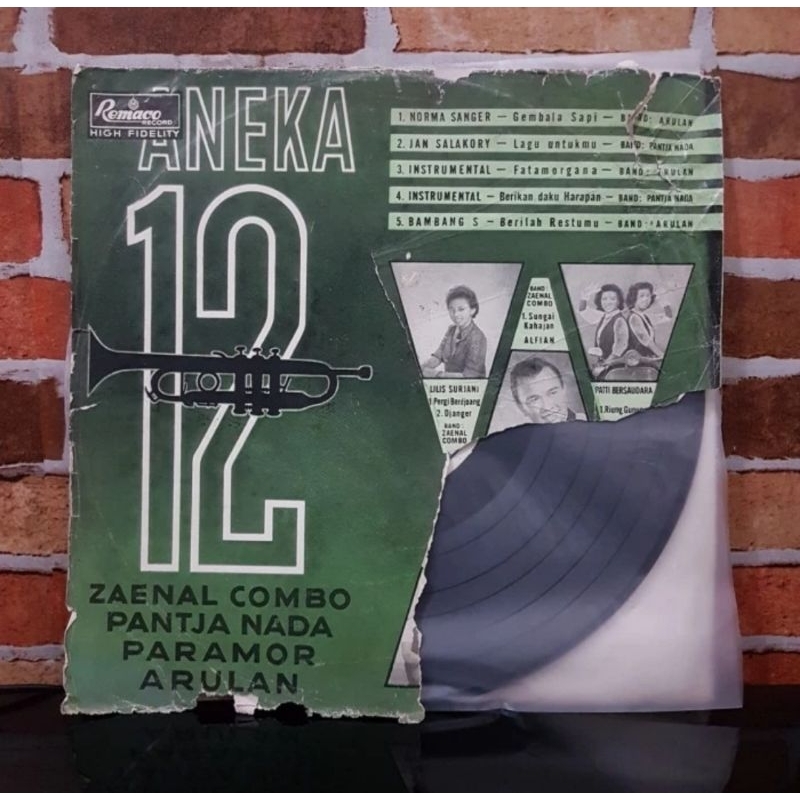 Remaco
RECORD
HIGH FIDELITY
ANEKA
12
1. NORMA SANGER — Gembala Sapi — BAND: ARULAN
2. JAN SALAKORY — Lagu untukmu — BAND: PANTJA NADA
3. INSTRUMENTAL — Fatamorgana — BAND: ARULAN
4. INSTRUMENTAL — Berikan daku Harapan — BAND: PANTJA NADA
5. BAMBANG S — Berilah Restumu — BAND: ARULAN
BAND:
ZAENAL
COMBO
1. Sungai
Kahajan
ALFIAN
LILIS SURIANI
1. Pergi Berdjoang
2. Djanger
BAND:
ZAENAL
COMBO
PATTI BERSAUDARA
1. Riung
ZAENAL COMBO
PANTJA NADA
PARAMOR
ARULAN